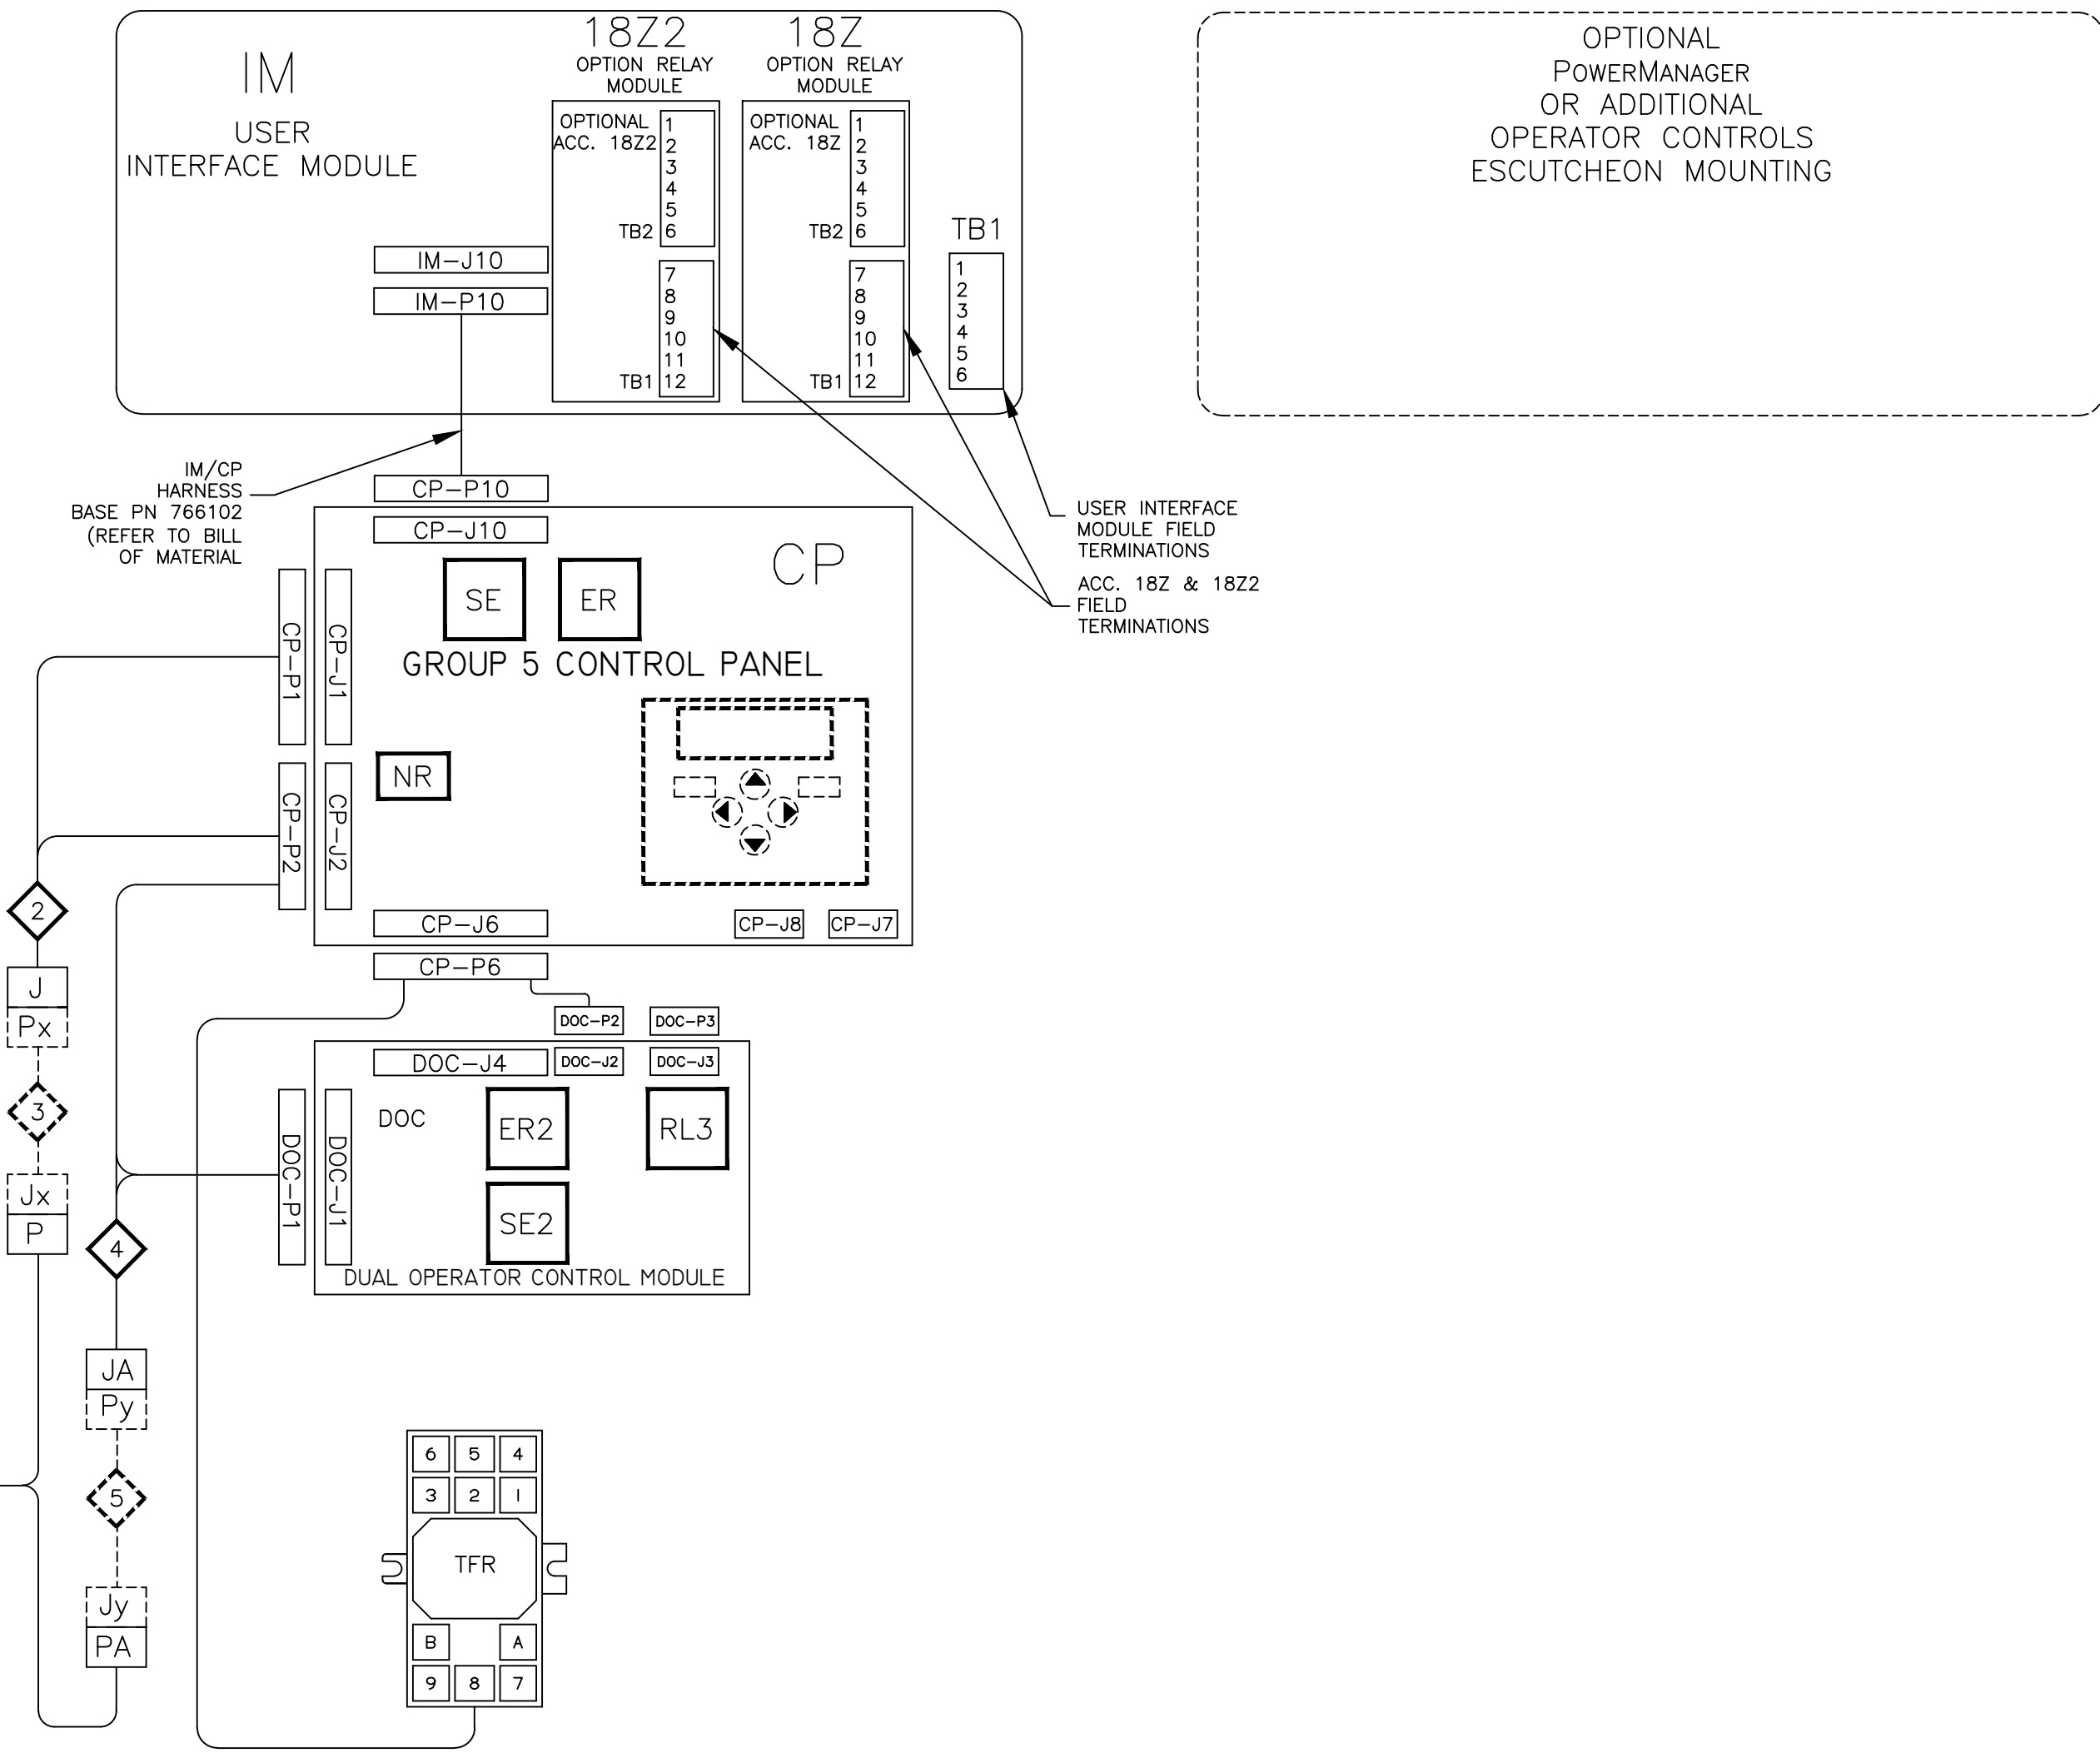 IM
USER
INTERFACE MODULE
18Z2
OPTION RELAY
MODULE
OPTIONAL
ACC. 18Z2
1
2
3
4
5
6
TB2
7
8
9
10
11
12
TB1
18Z
OPTION RELAY
MODULE
OPTIONAL
ACC. 18Z
1
2
3
4
5
6
TB2
7
8
9
10
11
12
TB1
TB1
1
2
3
4
5
6
IM-J10
IM-P10
OPTIONAL
POWERMANAGER
OR ADDITIONAL
OPERATOR CONTROLS
ESCUTCHEON MOUNTING
IM/CP
HARNESS
BASE PN 766102
(REFER TO BILL
OF MATERIAL
USER INTERFACE
MODULE FIELD
TERMINATIONS
ACC. 18Z & 18Z2
FIELD
TERMINATIONS
CP-P10
CP-J10
CP
SE
ER
GROUP 5 CONTROL PANEL
CP-P1
CP-J1
NR
CP-P2
CP-J2
CP-J6
CP-J8
CP-J7
CP-P6
2
J
Px
3
Jx
P
DOC-P2
DOC-P3
DOC-J4
DOC-J2
DOC-J3
DOC
ER2
RL3
SE2
DOC-P1
DOC-J1
DUAL OPERATOR CONTROL MODULE
4
JA
Py
5
Jy
PA
6 5 4
3 2 1
TFR
B A
9 8 7